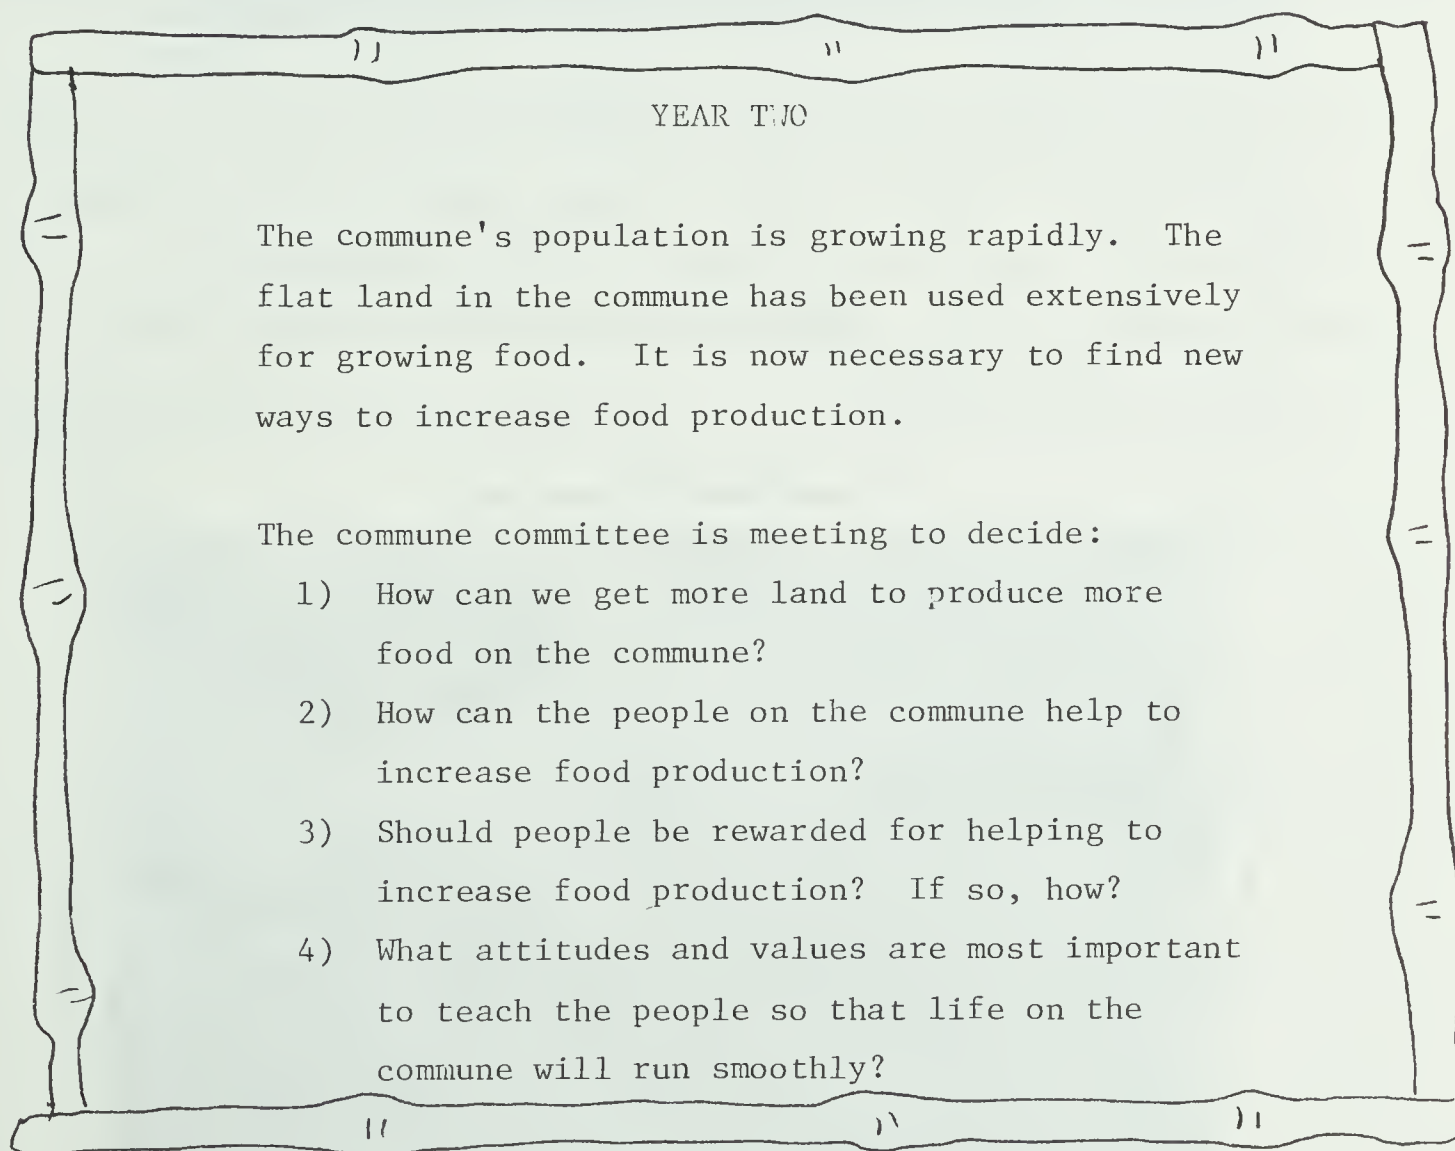 YEAR TWO
The commune's population is growing rapidly. The
flat land in the commune has been used extensively
for growing food. It is now necessary to find new
ways to increase food production.
The commune committee is meeting to decide:
1) How can we get more land to produce more
food on the commune?
2) How can the people on the commune help to
increase food production?
3) Should people be rewarded for helping to
increase food production? If so, how?
4) What attitudes and values are most important
to teach the people so that life on the
commune will run smoothly?